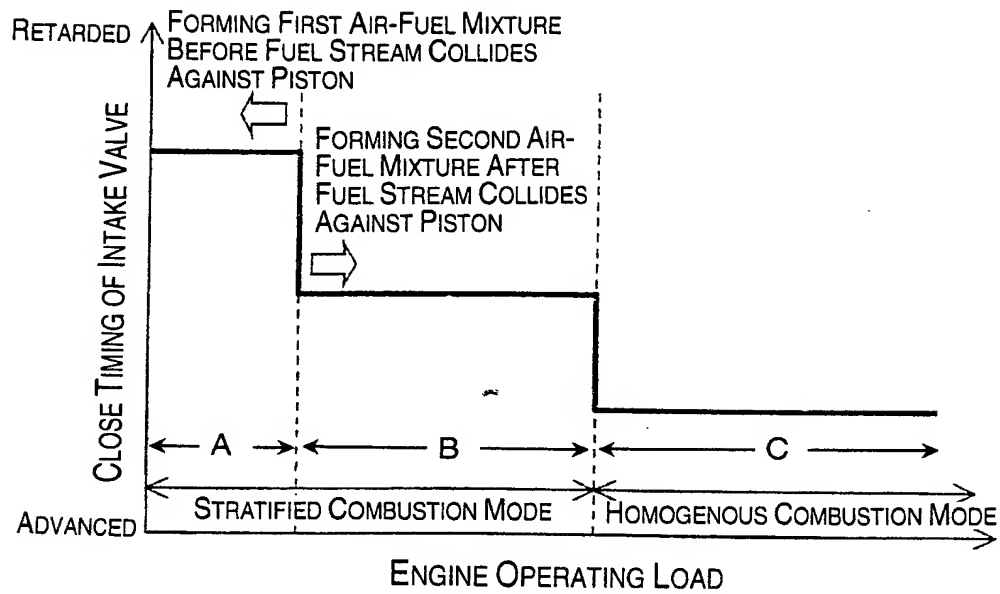 RETARDED
FORMING FIRST AIR-FUEL MIXTURE
BEFORE FUEL STREAM COLLIDES
AGAINST PISTON
FORMING SECOND AIR-
FUEL MIXTURE AFTER
FUEL STREAM COLLIDES
AGAINST PISTON
CLOSE TIMING OF INTAKE VALVE
A
B
C
STRATIFIED COMBUSTION MODE
HOMOGENOUS COMBUSTION MODE
ADVANCED
ENGINE OPERATING LOAD